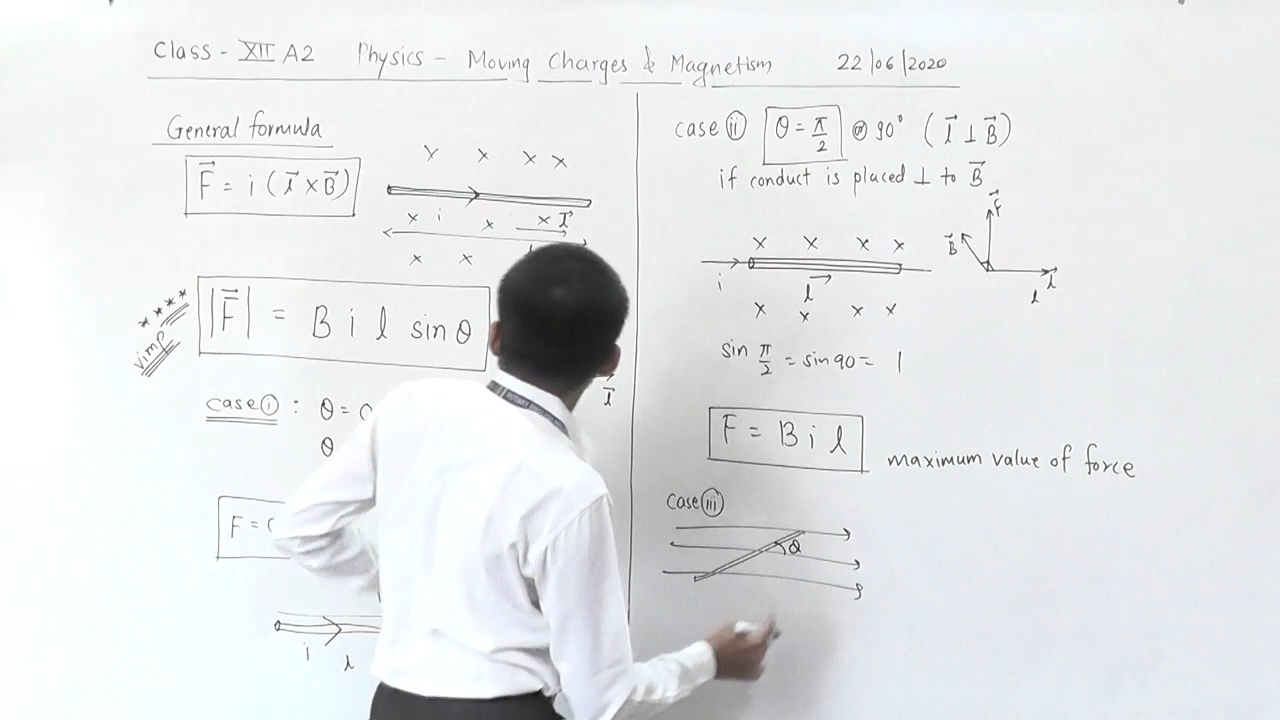 Class - XII A2 Physics - Moving Charges & Magnetism 22/06/2020
General formula
F⃗ = i (l⃗ × B⃗)
× × × ×
i
× × × l⃗
× ×
|F⃗| = B i l sin θ
**** Vimp
l⃗
case (i) : θ = 0
θ
F = 0
i l
case (ii) θ = π/2 @ 90° (l⃗ ⊥ B⃗)
if conduct is placed ⊥ to B⃗
F⃗
B⃗
× × × ×
i
l
l⃗
l
× × × ×
sin π/2 = sin 90 = 1
F = B i l
maximum value of force
case (iii)
θ